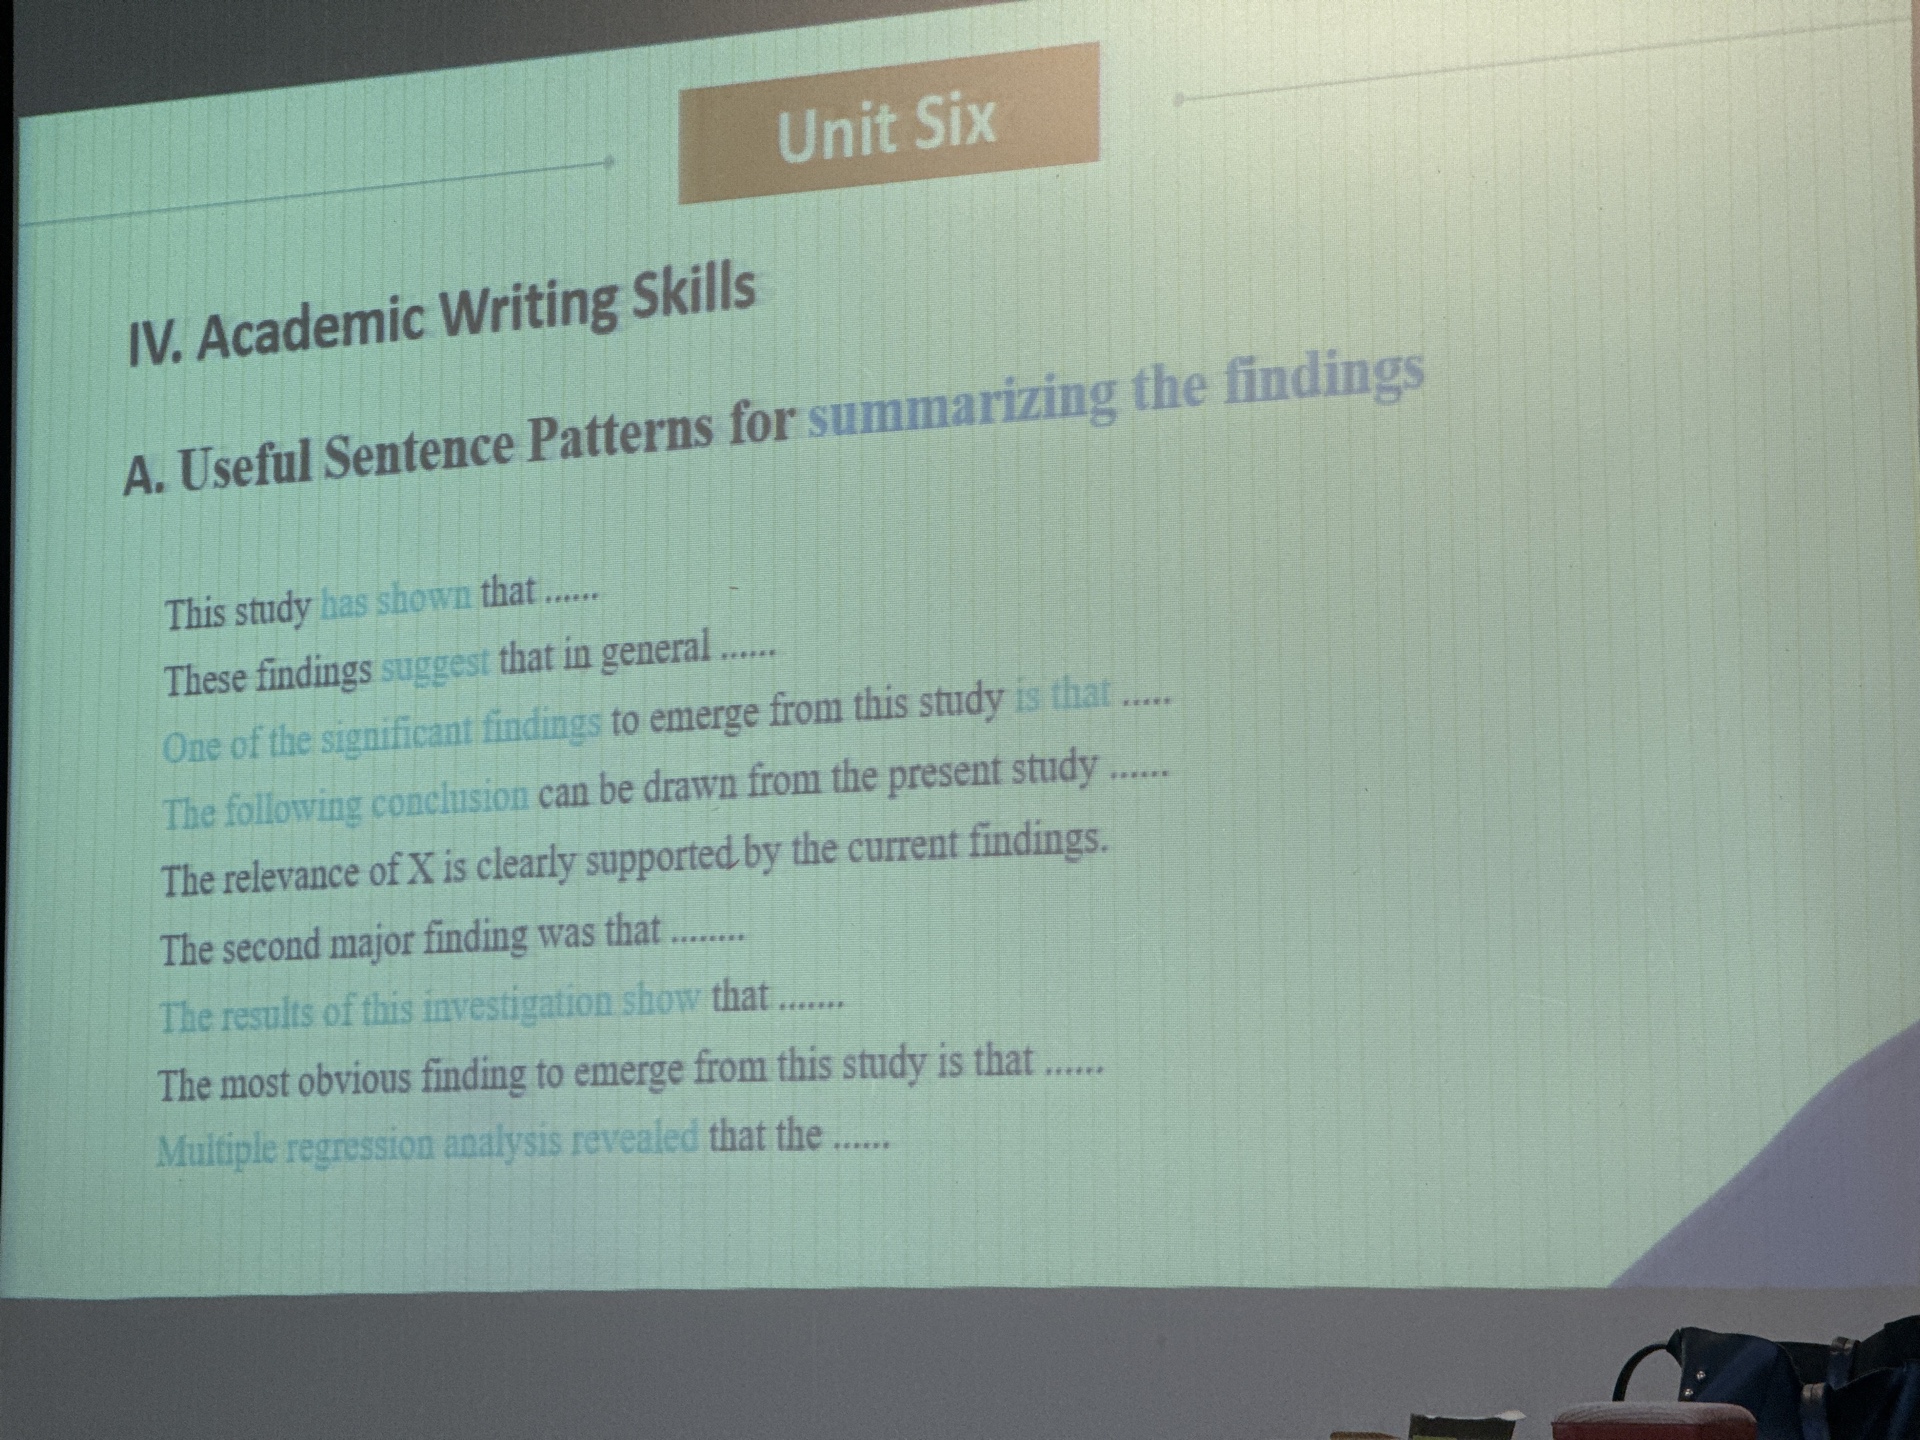 Unit Six
IV. Academic Writing Skills
A. Useful Sentence Patterns for summarizing the findings
This study has shown that ......
These findings suggest that in general ......
One of the significant findings to emerge from this study is that .....
The following conclusion can be drawn from the present study ......
The relevance of X is clearly supported by the current findings.
The second major finding was that ........
The results of this investigation show that .......
The most obvious finding to emerge from this study is that ......
Multiple regression analysis revealed that the ......